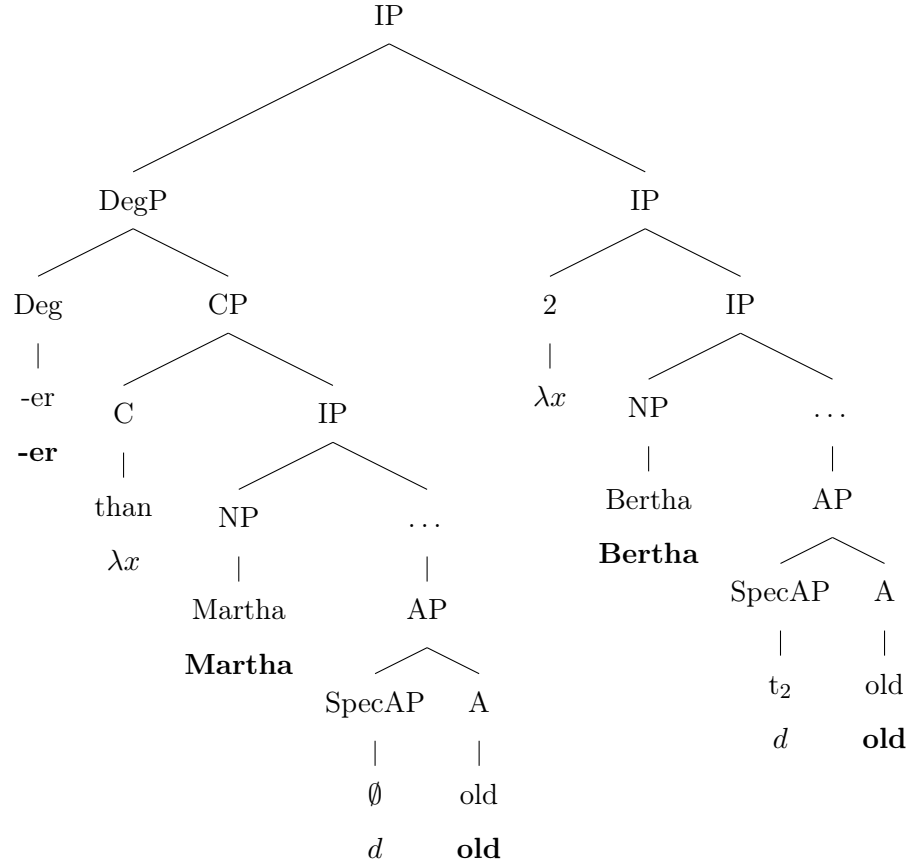 IP
DegP IP
Deg CP 2 IP
-er C IP λx NP …
-er than NP … Bertha AP
λx Martha AP Bertha SpecAP A
Martha SpecAP A t₂ old
∅ old d old
d old